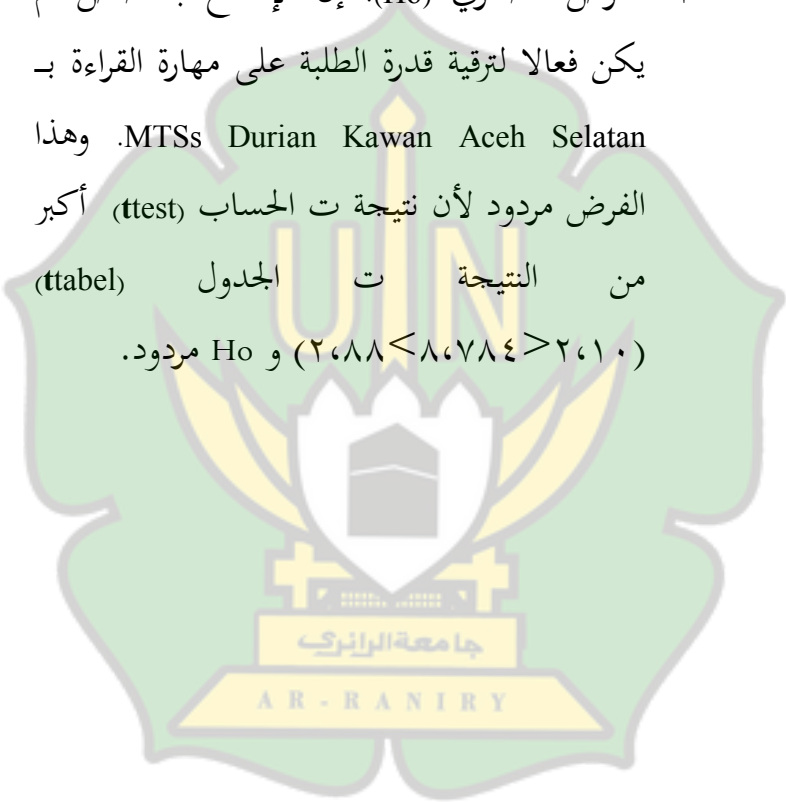 (Ho)
يكن فعالا لترقية قدرة الطلبة على مهارة القراءة بـ
MTSs Durian Kawan Aceh Selatan. وهذا
الفرض مردود لأن نتيجة ت الحساب (ttest) أكبر
من النتيجة ت الجدول (ttabel)
(٢،١٠<٨،٧٨٤>٢،٨٨) و Ho مردود.
UIN
جامعة الرانري
AR-RANIRY